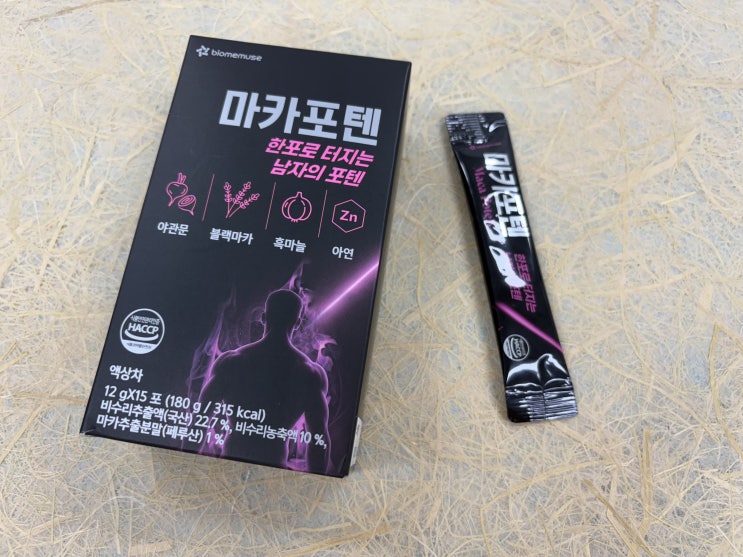 biomemuse
마카포텐
한포로 터지는
남자의 포텐
야관문
블랙마카
흑마늘
Zn
아연
HACCP
액상차
12 gX15 포 (180 g / 315 kcal)
비수리추출액(국산) 22.7 %, 비수리농축액 10 %,
마카추출분말(페루산) 1 %
마카포텐
한포로 터지는
HACCP